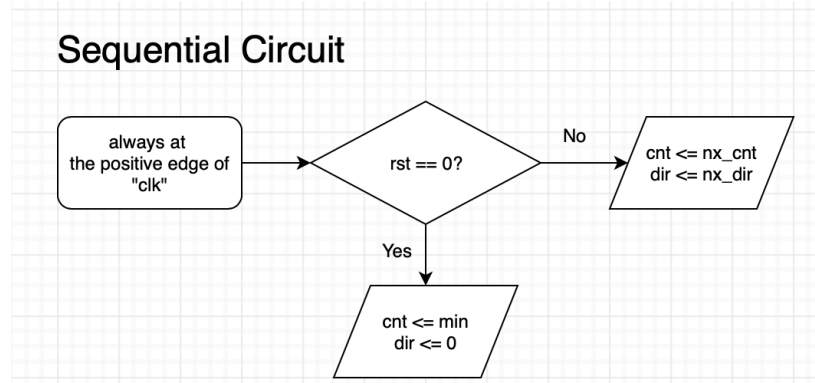 Sequential Circuit
always at
the positive edge of
"clk"
rst == 0?
No
cnt <= nx_cnt
dir <= nx_dir
Yes
cnt <= min
dir <= 0